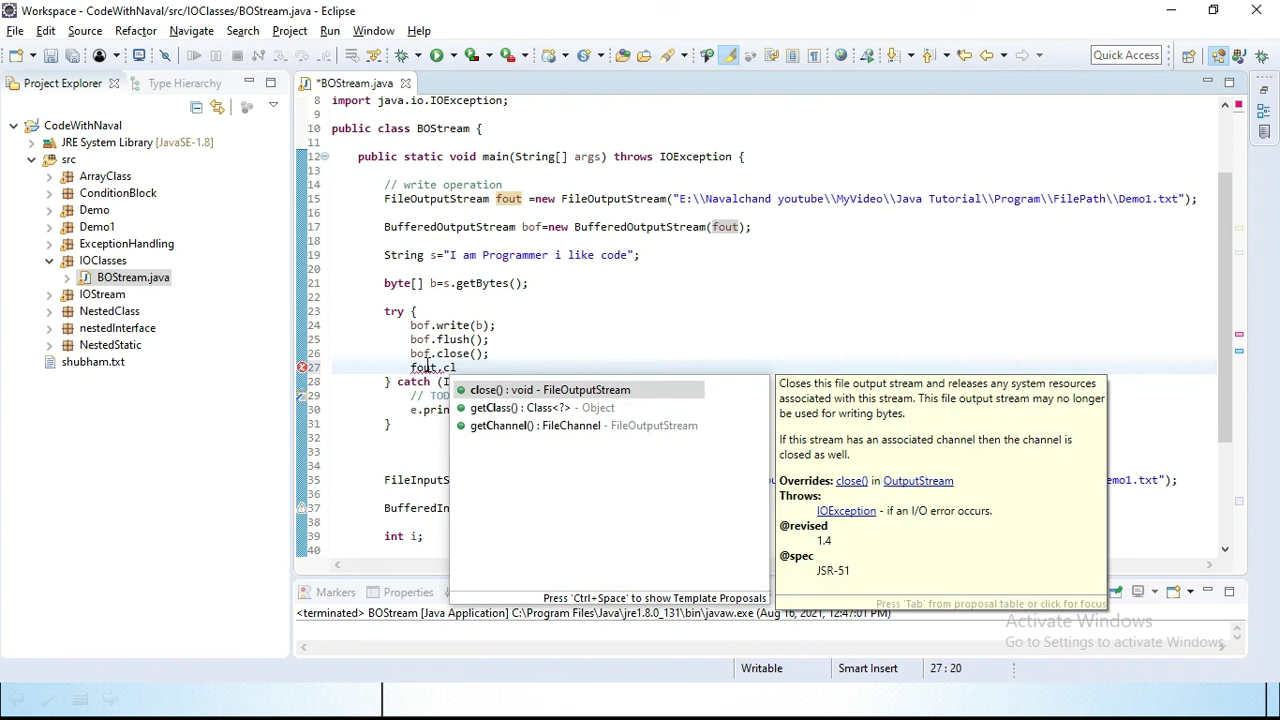 Workspace - CodeWithNaval/src/IOClasses/BOStream.java - Eclipse
File Edit Source Refactor Navigate Search Project Run Window Help
Quick Access
Project Explorer Type Hierarchy
*BOStream.java
CodeWithNaval
JRE System Library [JavaSE-1.8]
src
ArrayClass
ConditionBlock
Demo
Demo1
ExceptionHandling
IOClasses
BOStream.java
IOStream
NestedClass
nestedInterface
NestedStatic
shubham.txt
8 import java.io.IOException;
9
10 public class BOStream {
11
12 public static void main(String[] args) throws IOException {
13
14 // write operation
15 FileOutputStream fout =new FileOutputStream("E:\\Navalchand youtube\\MyVideo\\Java Tutorial\\Program\\FilePath\\Demo1.txt");
16
17 BufferedOutputStream bof=new BufferedOutputStream(fout);
18
19 String s="I am Programmer i like code";
20
21 byte[] b=s.getBytes();
22
23 try {
24 bof.write(b);
25 bof.flush();
26 bof.close();
27 fout.cl
28 } catch (I
29 // TOD
30 e.prin
31 }
32
33
34
35 FileInputS emo1.txt");
36
37 BufferedIn
38
39 int i;
40
close() : void - FileOutputStream
getClass() : Class<?> - Object
getChannel() : FileChannel - FileOutputStream
Press 'Ctrl+Space' to show Template Proposals
Closes this file output stream and releases any system resources
associated with this stream. This file output stream may no longer
be used for writing bytes.
If this stream has an associated channel then the channel is
closed as well.
Overrides: close() in OutputStream
Throws:
IOException - if an I/O error occurs.
@revised
1.4
@spec
JSR-51
Press 'Tab' from proposal table or click for focus
Markers Properties
<terminated> BOStream [Java Application] C:\Program Files\Java\jre1.8.0_131\bin\javaw.exe (Aug 16, 2021, 12:47:01 PM)
Activate Windows
Go to Settings to activate Windows.
Writable Smart Insert 27 : 20